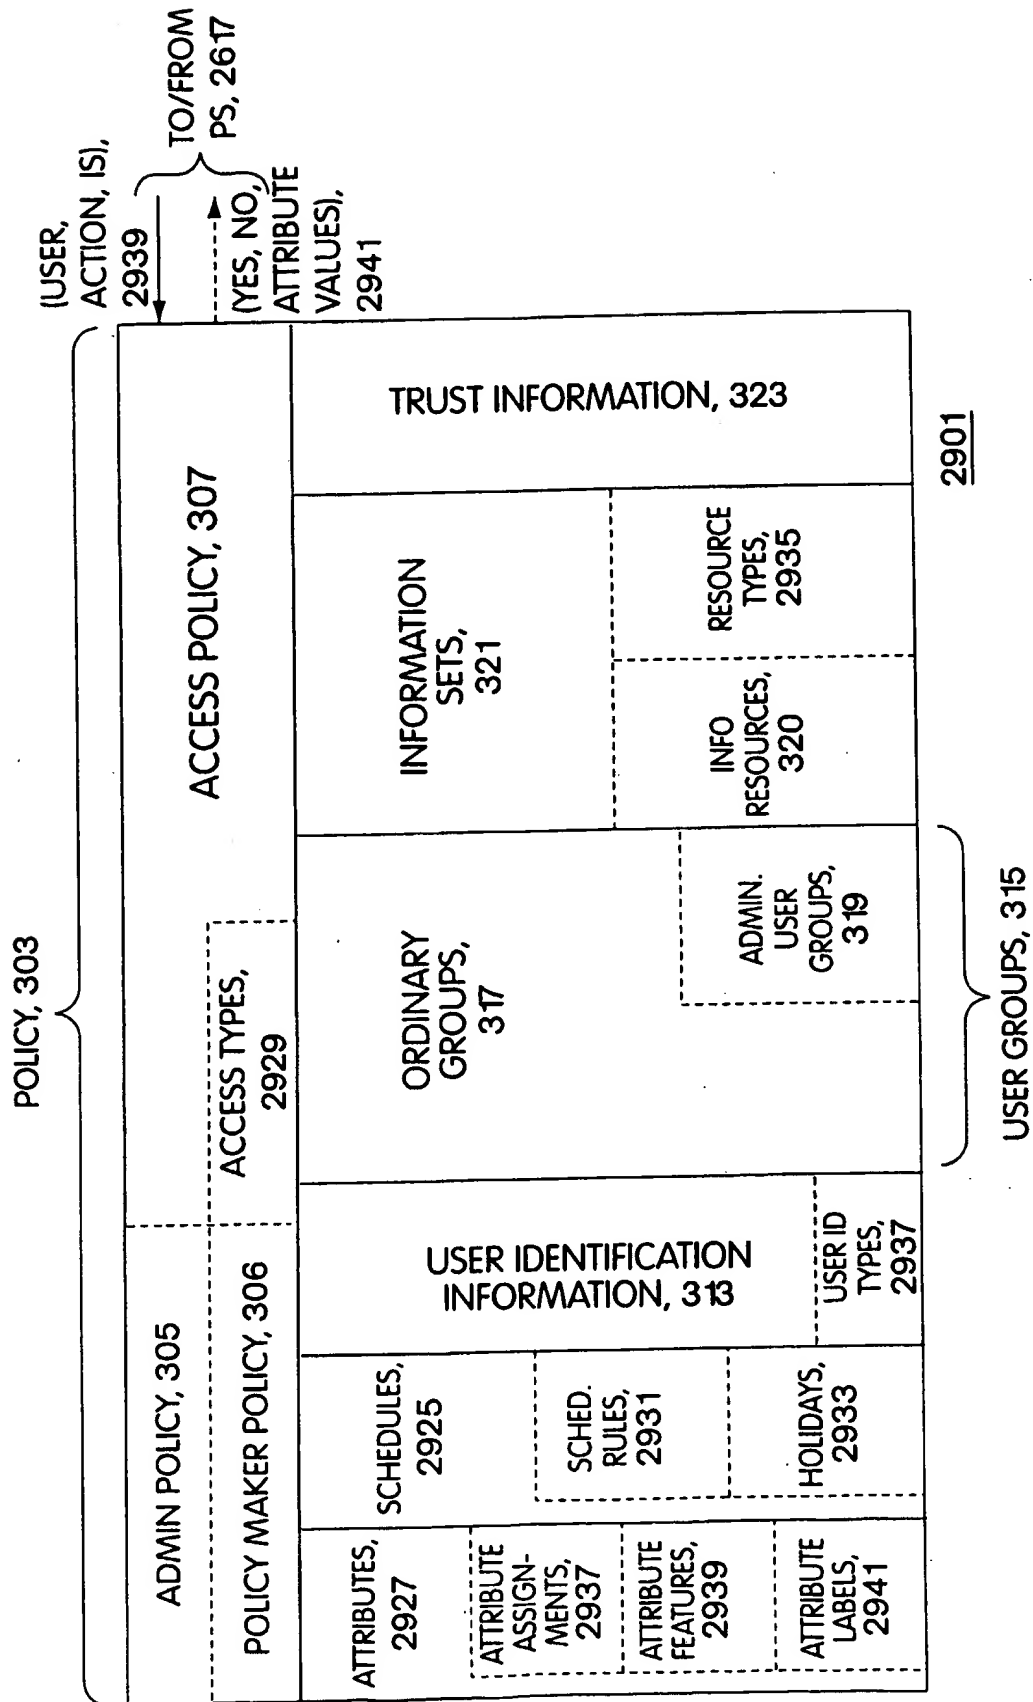 POLICY, 303
(USER,
ACTION, IS),
2939
TO/FROM
PS, 2617
(YES, NO,
ATTRIBUTE
VALUES),
2941
ADMIN POLICY, 305
POLICY MAKER POLICY, 306
ACCESS TYPES,
2929
ACCESS POLICY, 307
ATTRIBUTES,
2927
ATTRIBUTE
ASSIGN-
MENTS,
2937
ATTRIBUTE
FEATURES,
2939
ATTRIBUTE
LABELS,
2941
SCHEDULES,
2925
SCHED.
RULES,
2931
HOLIDAYS,
2933
USER IDENTIFICATION
INFORMATION, 313
USER ID
TYPES,
2937
ORDINARY
GROUPS,
317
ADMIN.
USER
GROUPS,
319
INFORMATION
SETS,
321
INFO
RESOURCES,
320
RESOURCE
TYPES,
2935
TRUST INFORMATION, 323
USER GROUPS, 315
2901